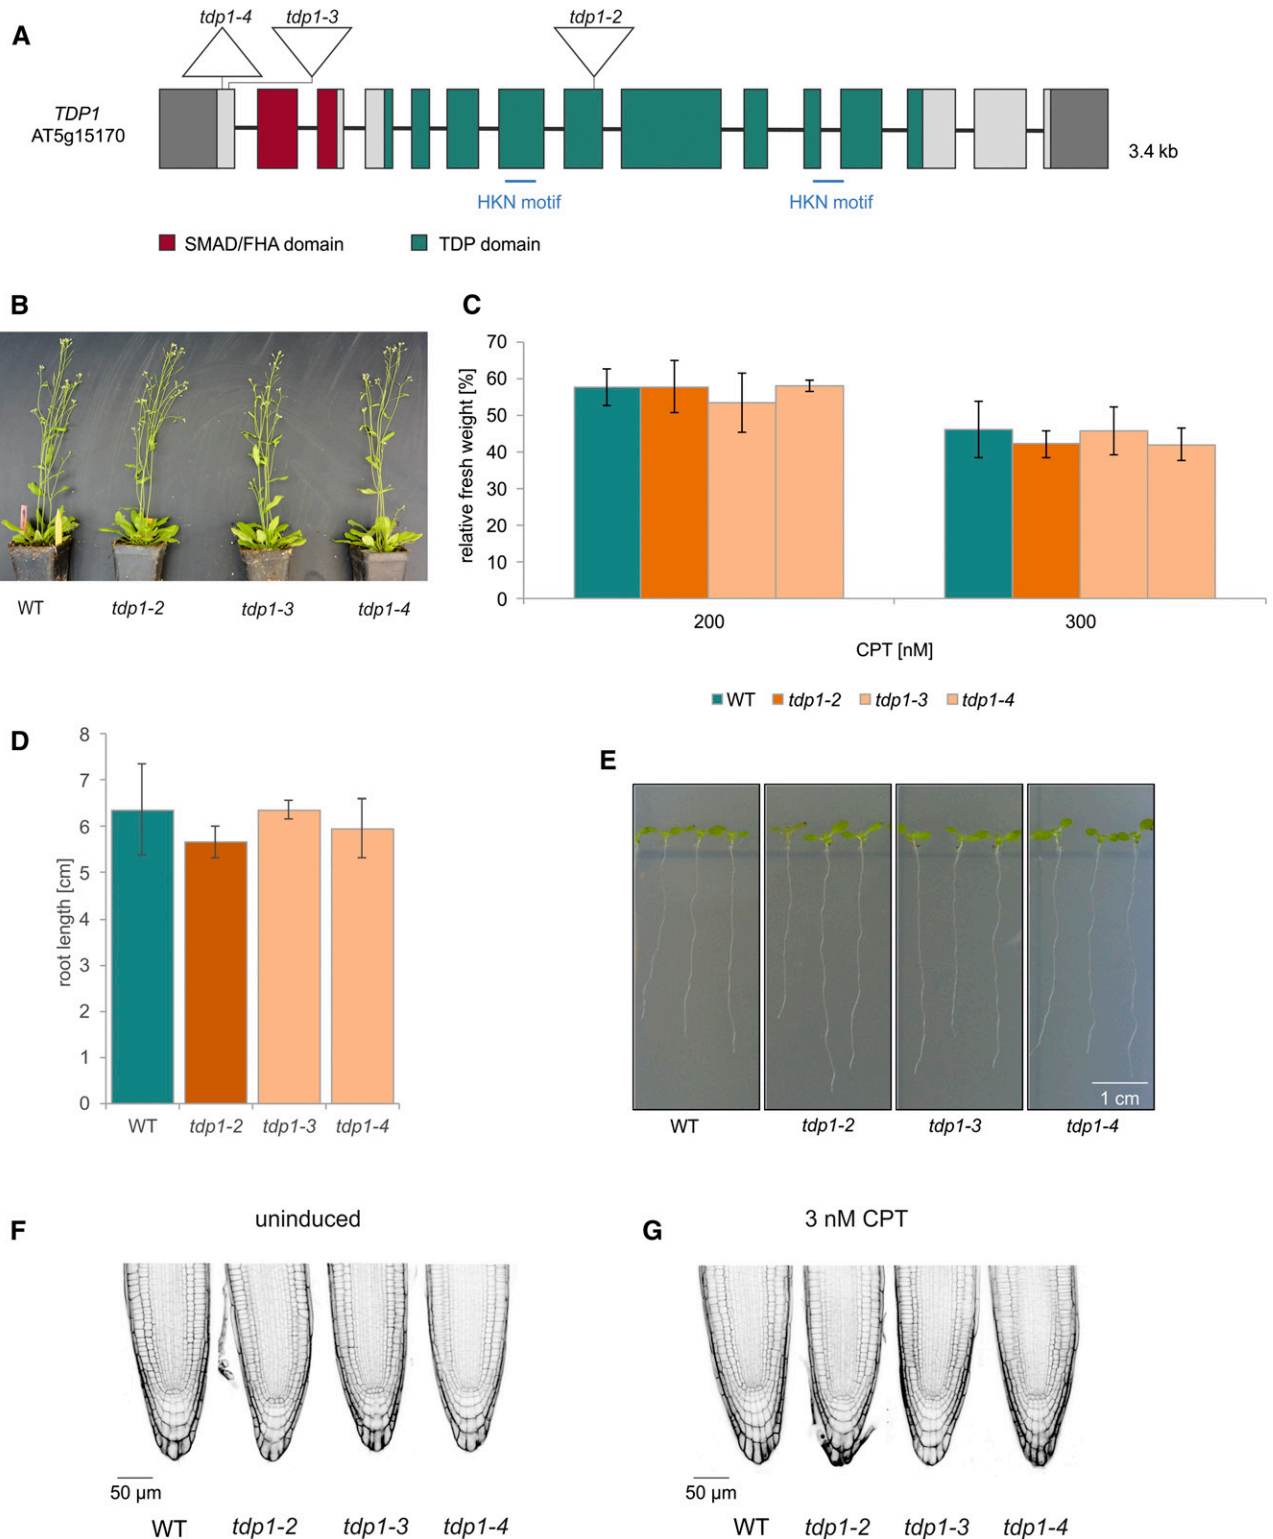 A
tdp1-4
tdp1-3
tdp1-2
TDP1
AT5g15170
3.4 kb
HKN motif
HKN motif
SMAD/FHA domain
TDP domain
B
WT
tdp1-2
tdp1-3
tdp1-4
C
relative fresh weight [%]
70
60
50
40
30
20
10
0
200
300
CPT [nM]
WT
tdp1-2
tdp1-3
tdp1-4
D
root length [cm]
8
7
6
5
4
3
2
1
0
WT
tdp1-2
tdp1-3
tdp1-4
E
1 cm
WT
tdp1-2
tdp1-3
tdp1-4
F
uninduced
50 µm
WT
tdp1-2
tdp1-3
tdp1-4
G
3 nM CPT
50 µm
WT
tdp1-2
tdp1-3
tdp1-4